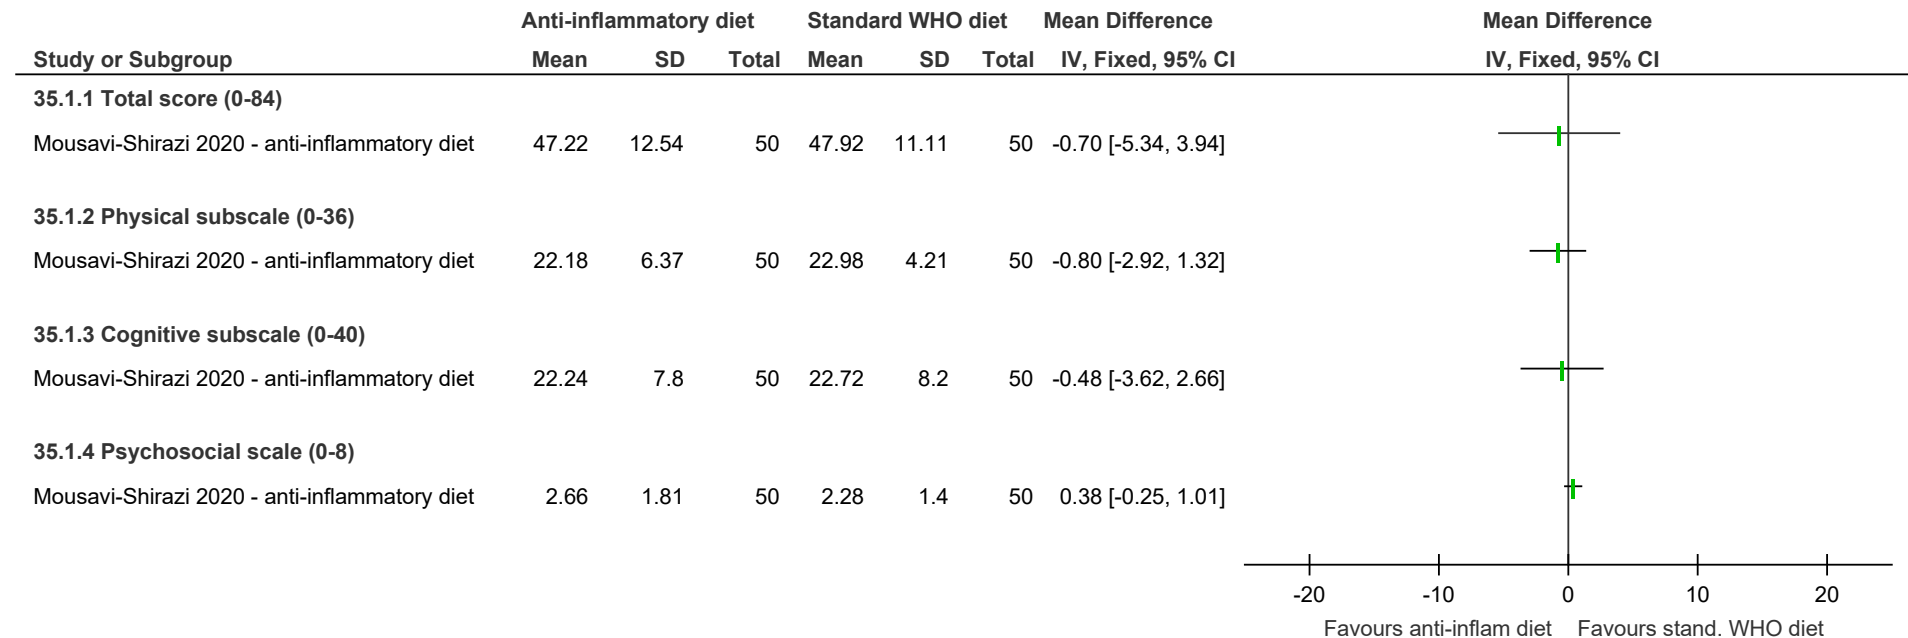 Anti-inflammatory diet Standard WHO diet Mean Difference Mean Difference
Study or Subgroup Mean SD Total Mean SD Total IV, Fixed, 95% CI IV, Fixed, 95% CI
35.1.1 Total score (0-84)
Mousavi-Shirazi 2020 - anti-inflammatory diet 47.22 12.54 50 47.92 11.11 50 -0.70 [-5.34, 3.94]
35.1.2 Physical subscale (0-36)
Mousavi-Shirazi 2020 - anti-inflammatory diet 22.18 6.37 50 22.98 4.21 50 -0.80 [-2.92, 1.32]
35.1.3 Cognitive subscale (0-40)
Mousavi-Shirazi 2020 - anti-inflammatory diet 22.24 7.8 50 22.72 8.2 50 -0.48 [-3.62, 2.66]
35.1.4 Psychosocial scale (0-8)
Mousavi-Shirazi 2020 - anti-inflammatory diet 2.66 1.81 50 2.28 1.4 50 0.38 [-0.25, 1.01]
-20 -10 0 10 20
Favours anti-inflam diet Favours stand. WHO diet